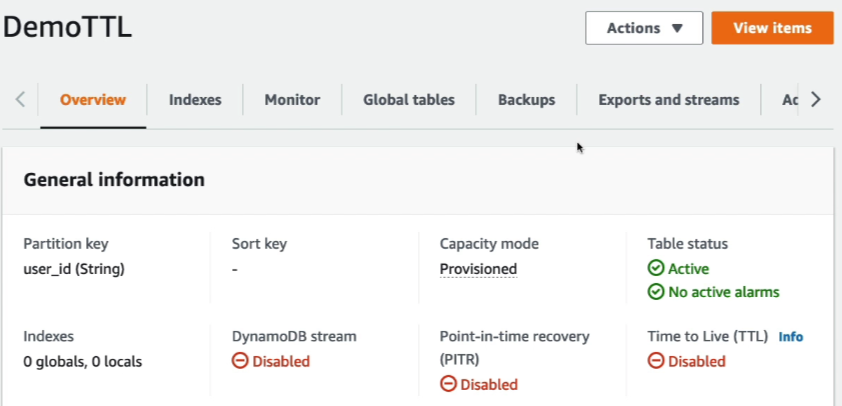 DemoTTL
Actions
View items
Overview
Indexes
Monitor
Global tables
Backups
Exports and streams
General information
Partition key
user_id (String)
Sort key
-
Capacity mode
Provisioned
Table status
Active
No active alarms
Indexes
0 globals, 0 locals
DynamoDB stream
Disabled
Point-in-time recovery
(PITR)
Disabled
Time to Live (TTL) Info
Disabled